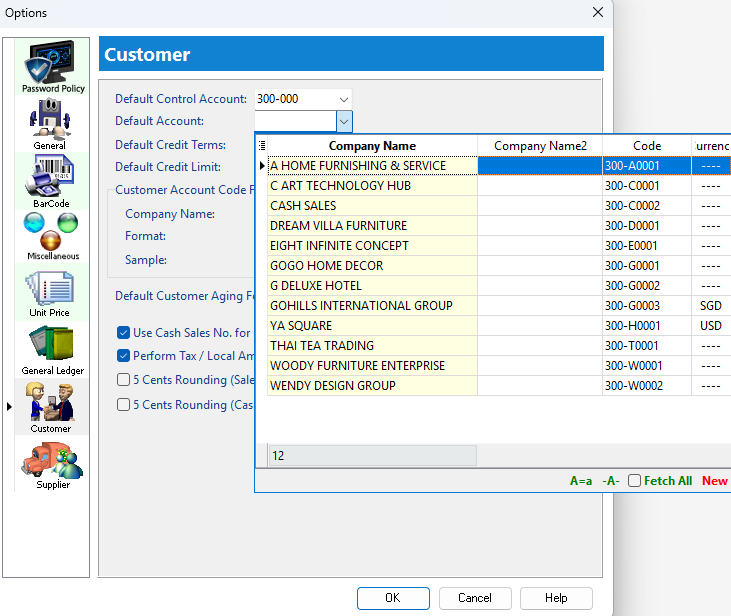 Options
Password Policy
General
BarCode
Miscellaneous
Unit Price
General Ledger
Customer
Supplier
Customer
Default Control Account: 300-000
Default Account:
Default Credit Terms:
Default Credit Limit:
Customer Account Code F
Company Name:
Format:
Sample:
Default Customer Aging Fo
Use Cash Sales No. for
Perform Tax / Local Am
5 Cents Rounding (Sale
5 Cents Rounding (Cas
Company Name Company Name2 Code urrenc
A HOME FURNISHING & SERVICE 300-A0001 ----
C ART TECHNOLOGY HUB 300-C0001 ----
CASH SALES 300-C0002 ----
DREAM VILLA FURNITURE 300-D0001 ----
EIGHT INFINITE CONCEPT 300-E0001 ----
GOGO HOME DECOR 300-G0001 ----
G DELUXE HOTEL 300-G0002 ----
GOHILLS INTERNATIONAL GROUP 300-G0003 SGD
YA SQUARE 300-H0001 USD
THAI TEA TRADING 300-T0001 ----
WOODY FURNITURE ENTERPRISE 300-W0001 ----
WENDY DESIGN GROUP 300-W0002 ----
12
A=a -A- Fetch All New
OK Cancel Help